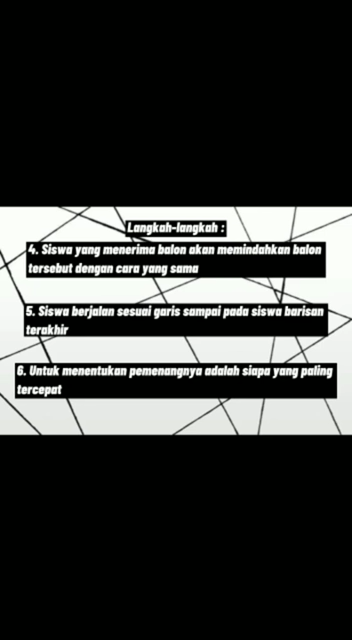 Langkah-langkah :
4. Siswa yang menerima balon akan memindahkan balon
tersebut dengan cara yang sama
5. Siswa berjalan sesuai garis sampai pada siswa barisan
terakhir
6. Untuk menentukan pemenangnya adalah siapa yang paling
tercepat